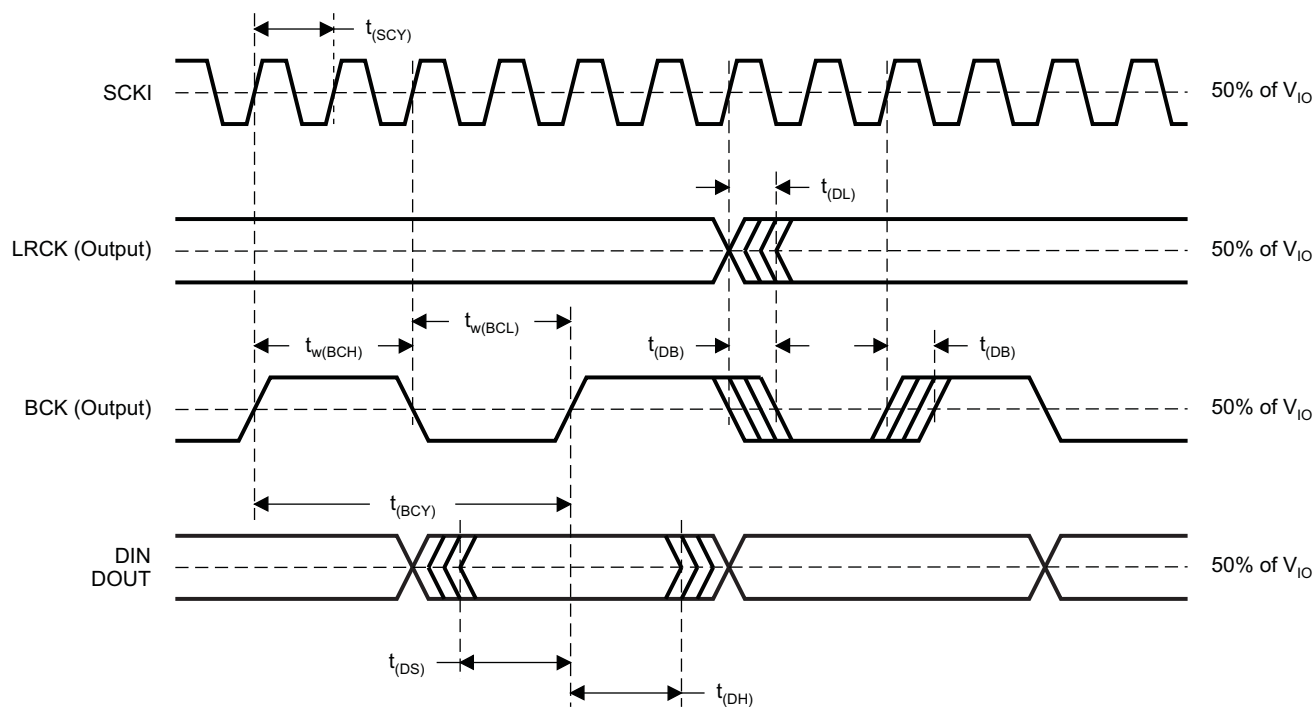 t(SCY)
SCKI
50% of VIO
t(DL)
LRCK (Output)
50% of VIO
tw(BCL)
tw(BCH)
t(DB)
t(DB)
BCK (Output)
50% of VIO
t(BCY)
DIN
DOUT
50% of VIO
t(DS)
t(DH)